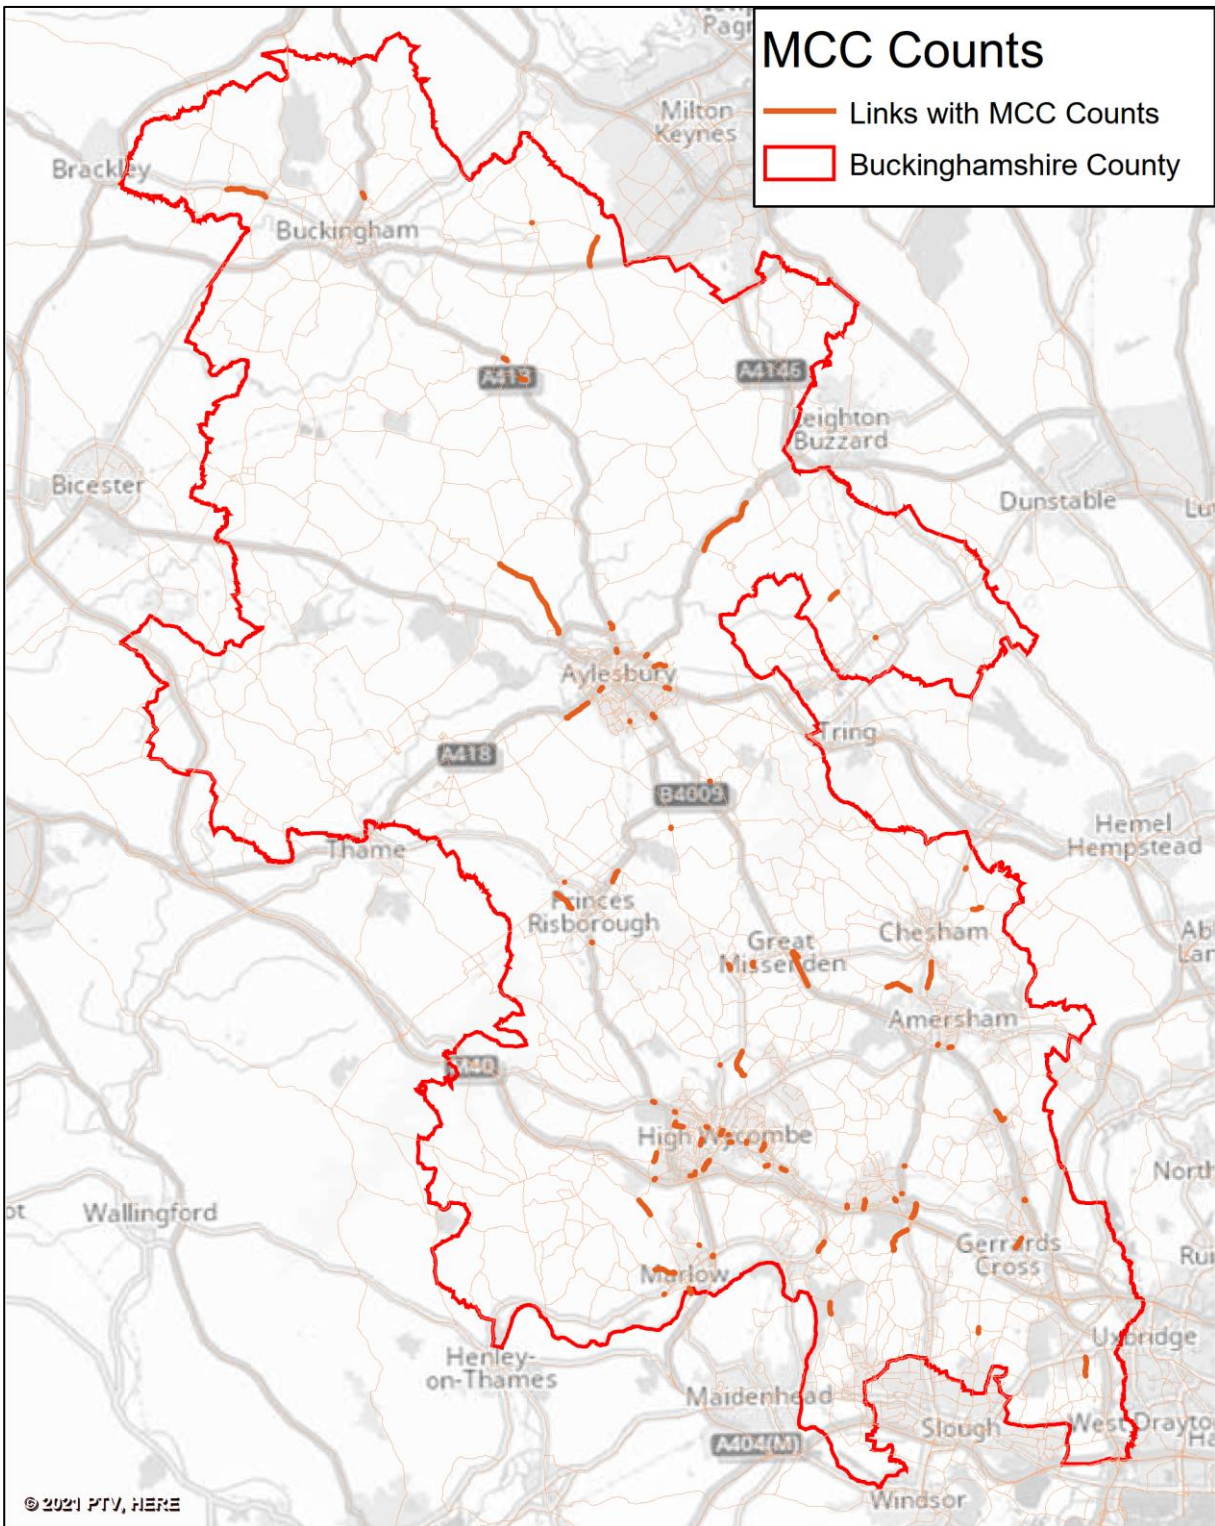 MCC Counts
Links with MCC Counts
Buckinghamshire County
Milton
Keynes
Brackley
Buckingham
A413
A4146
Leighton
Buzzard
Bicester
Dunstable
Aylesbury
Tring
A418
B4009
Thame
Hemel
Hempstead
Princes
Risborough
Chesham
Great
Missenden
Amersham
M40
High Wycombe
Wallingford
Gerrards
Cross
Marlow
Uxbridge
Henley-
on-Thames
Maidenhead
Slough
West Drayto
A404(M)
Windsor
© 2021 PTV, HERE